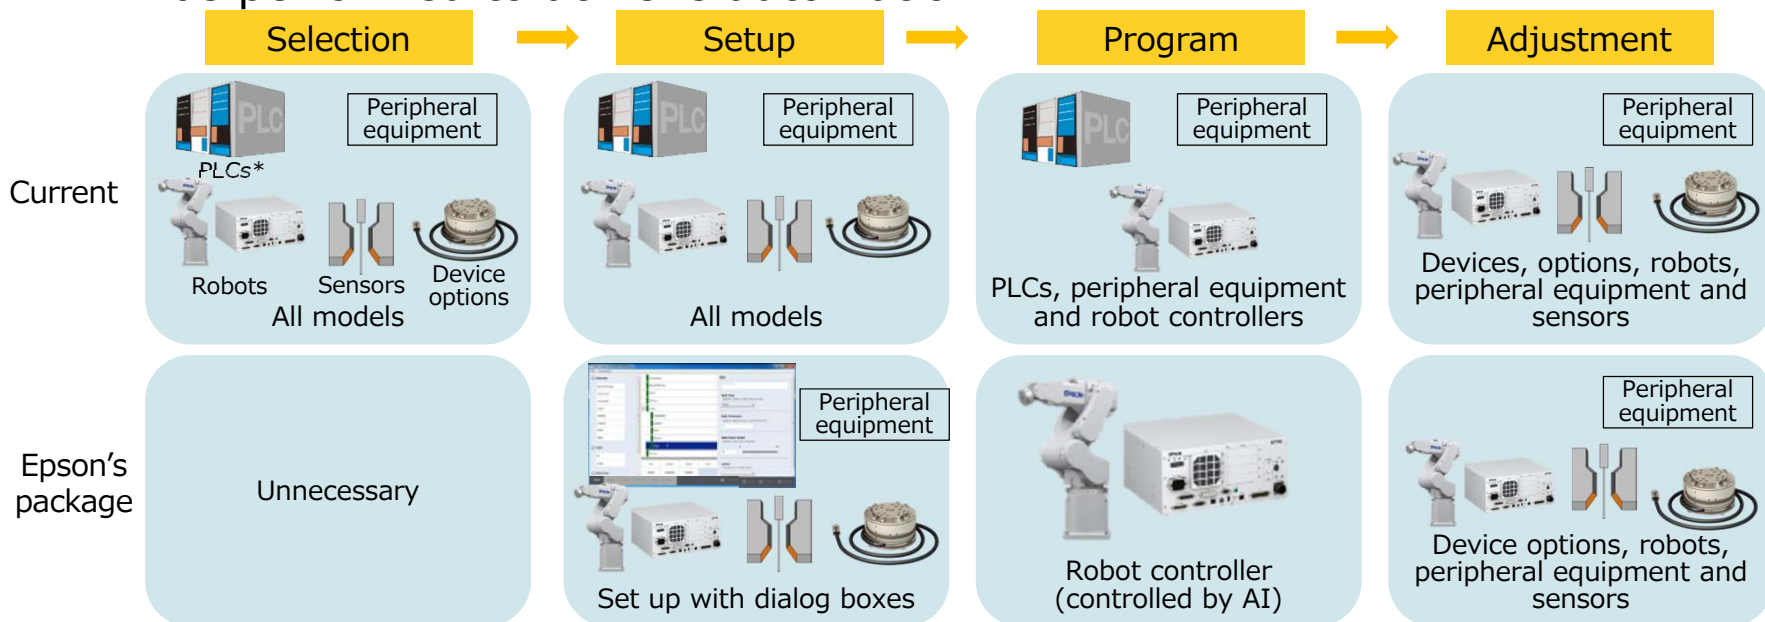 Selection
Setup
Program
Adjustment
Current
PLC
Peripheral
equipment
PLCs*
Robots
Sensors
Device
options
All models
PLC
Peripheral
equipment
All models
PLC
Peripheral
equipment
PLCs, peripheral equipment
and robot controllers
Peripheral
equipment
Devices, options, robots,
peripheral equipment and
sensors
Epson’s
package
Unnecessary
Peripheral
equipment
Set up with dialog boxes
EPSON
Robot controller
(controlled by AI)
Peripheral
equipment
Device options, robots,
peripheral equipment and
sensors